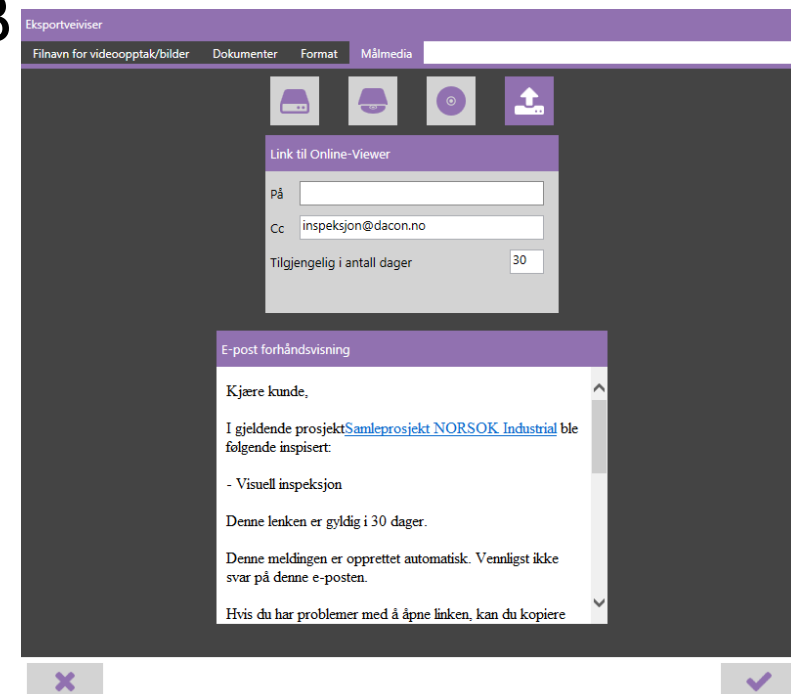 Eksportveiviser
Filnavn for videoopptak/bilder Dokumenter Format Målmedia
Link til Online-Viewer
På
Cc inspeksjon@dacon.no
Tilgjengelig i antall dager 30
E-post forhåndsvisning
Kjære kunde,
I gjeldende prosjektSamleprosjekt NORSOK Industrial ble
følgende inspisert:
- Visuell inspeksjon
Denne lenken er gyldig i 30 dager.
Denne meldingen er opprettet automatisk. Vennligst ikke
svar på denne e-posten.
Hvis du har problemer med å åpne linken, kan du kopiere